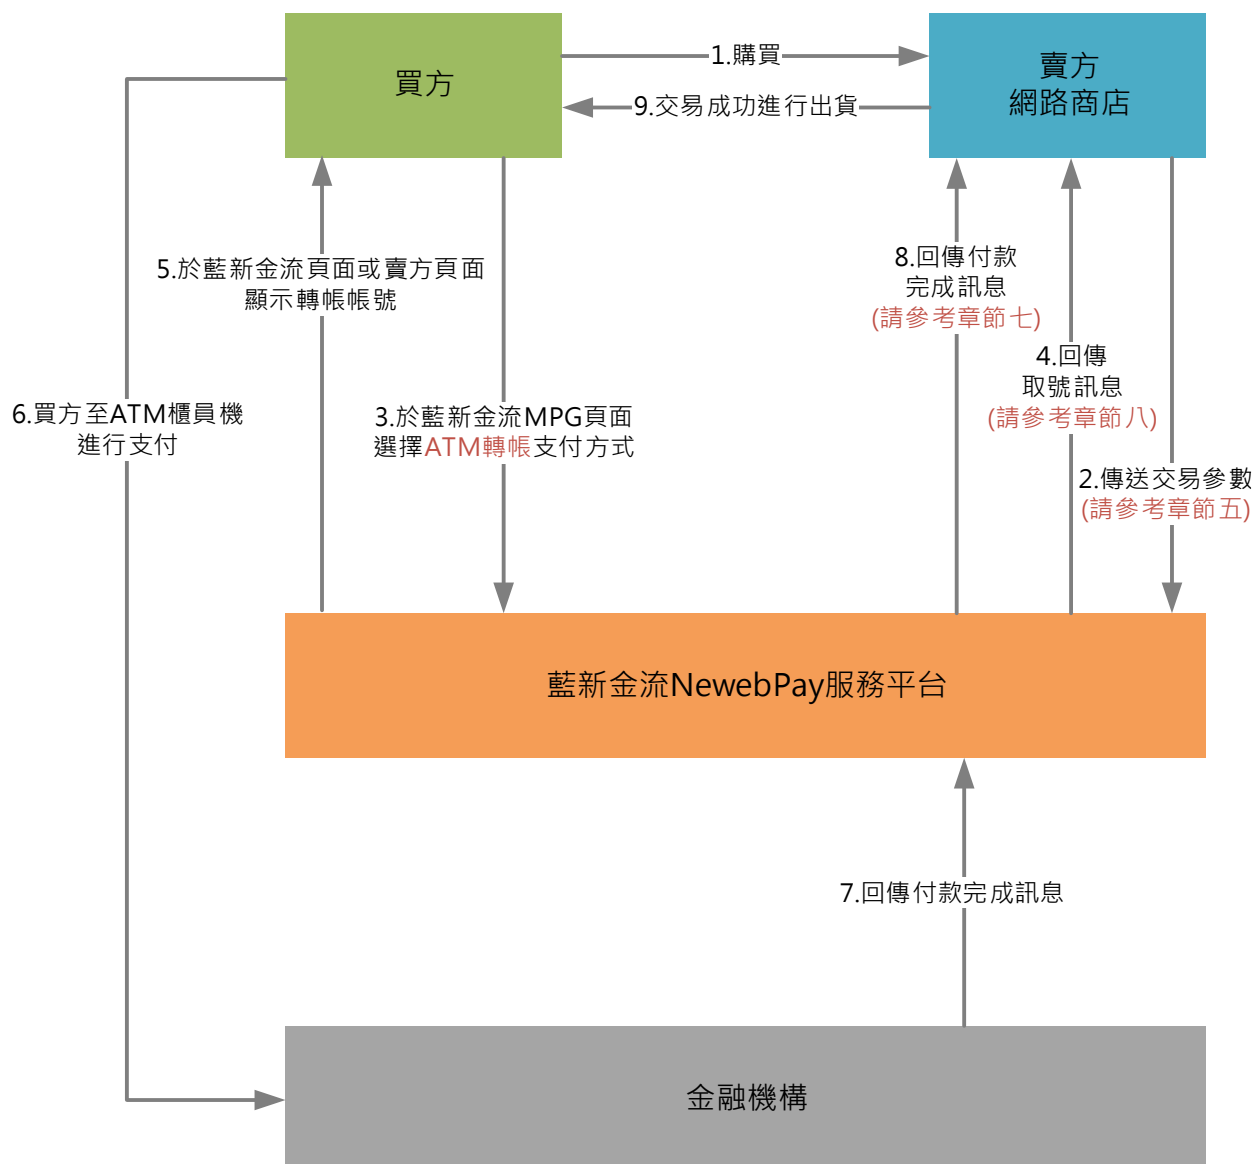 買方
1.購買
賣方
網路商店
9.交易成功進行出貨
5.於藍新金流頁面或賣方頁面
顯示轉帳帳號
8.回傳付款
完成訊息
(請參考章節七)
4.回傳
取號訊息
(請參考章節八)
6.買方至ATM櫃員機
進行支付
3.於藍新金流MPG頁面
選擇ATM轉帳支付方式
2.傳送交易參數
(請參考章節五)
藍新金流NewebPay服務平台
7.回傳付款完成訊息
金融機構